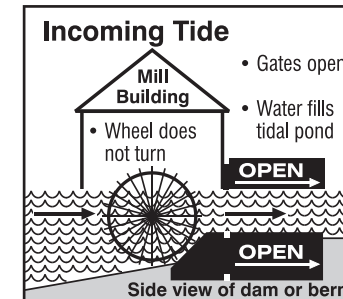 Incoming Tide
Mill
Building
• Wheel does
not turn
• Gates open
• Water fills
tidal pond
OPEN
OPEN
Side view of dam or berm